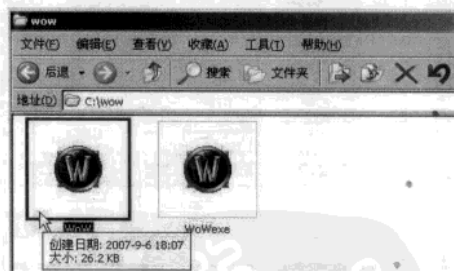 wow
文件(F) 编辑(E) 查看(V) 收藏(A) 工具(T) 帮助(H)
后退 搜索 文件夹
地址(D) C:\wow
WoW WoWexe
创建日期: 2007-9-6 18:07
大小: 26.2 KB